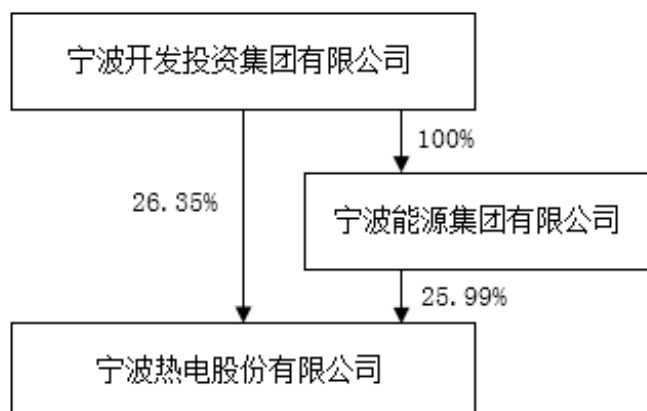 宁波开发投资集团有限公司
100%
26.35%
宁波能源集团有限公司
25.99%
宁波热电股份有限公司